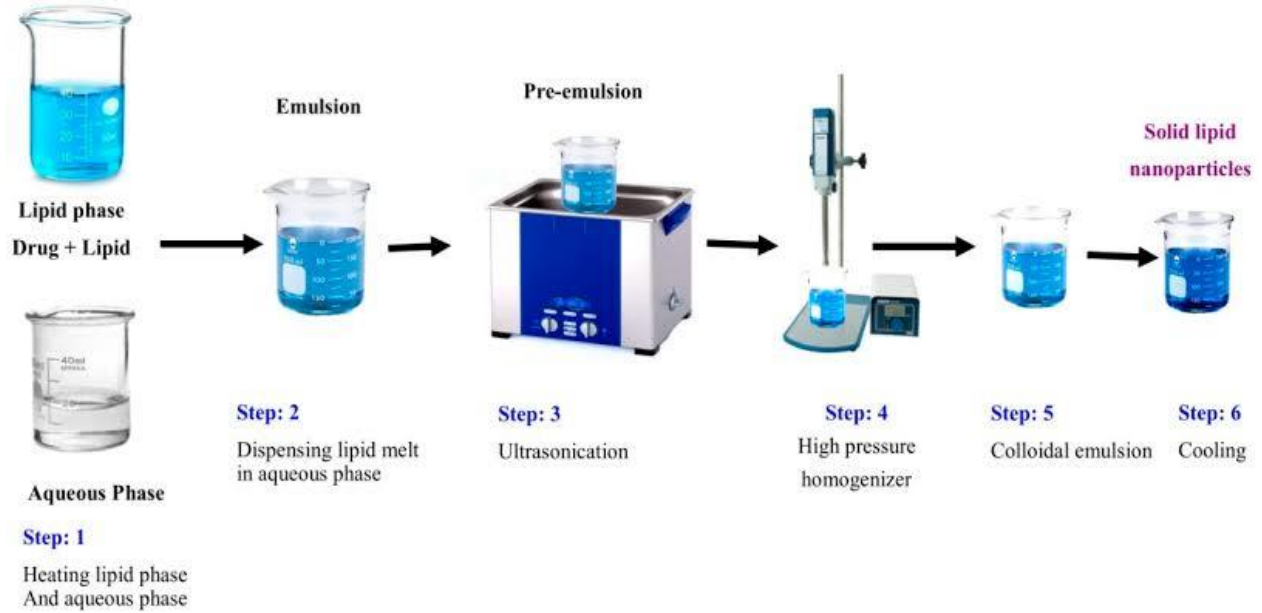 Lipid phase
Drug + Lipid
Aqueous Phase
Step: 1
Heating lipid phase
And aqueous phase
Emulsion
Step: 2
Dispensing lipid melt
in aqueous phase
Pre-emulsion
Step: 3
Ultrasonication
Step: 4
High pressure
homogenizer
Step: 5
Colloidal emulsion
Solid lipid
nanoparticles
Step: 6
Cooling